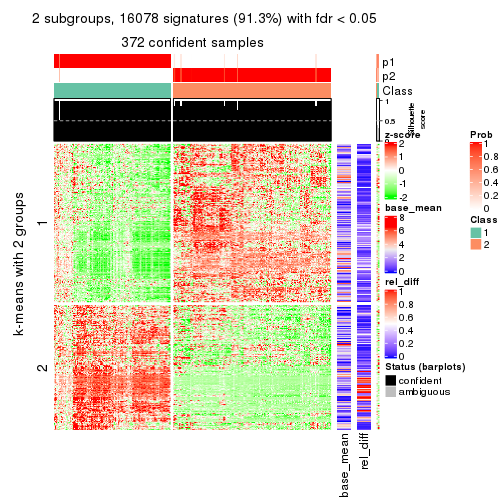 2 subgroups, 16078 signatures (91.3%) with fdr < 0.05
372 confident samples
p1
p2
Class
1
0.5
0
Silhouette
score
k-means with 2 groups
1
2
base_mean
rel_diff
z-score
2
1
0
-1
-2
base_mean
8
6
4
2
0
rel_diff
1
0.8
0.6
0.4
0.2
0
Status (barplots)
confident
ambiguous
Prob
1
0.8
0.6
0.4
0.2
0
Class
1
2